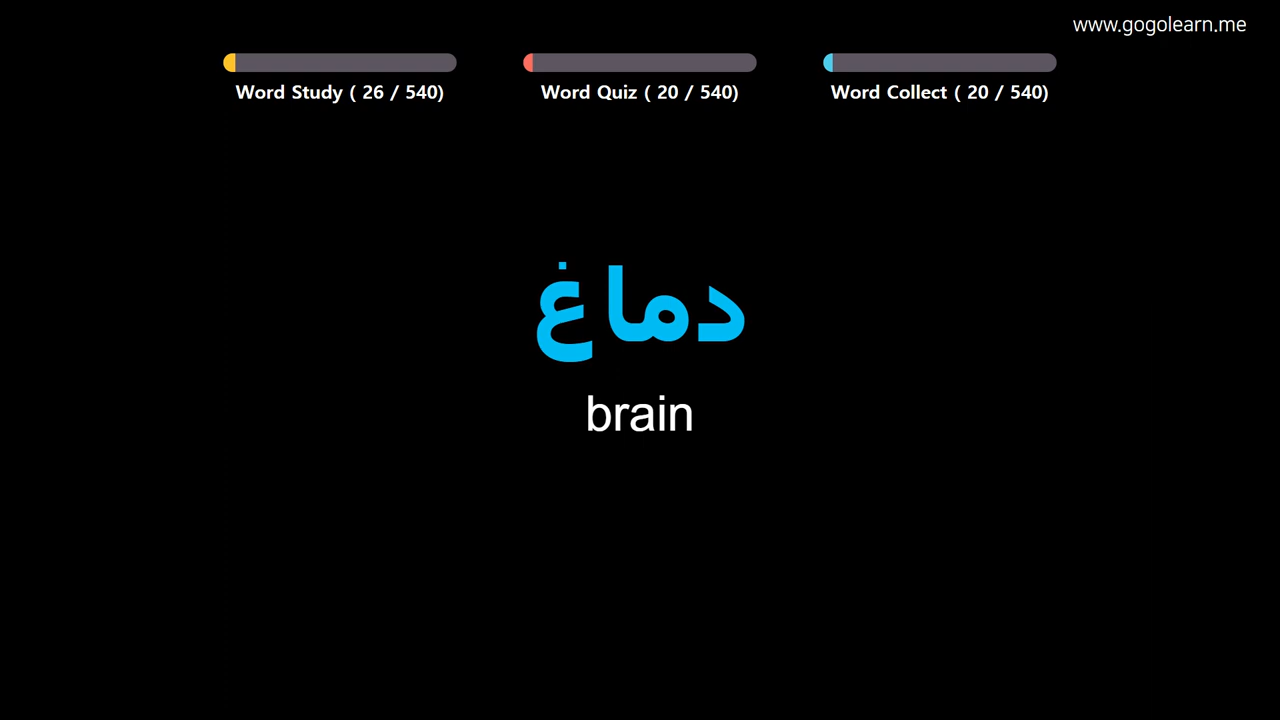 www.gogolearn.me
Word Study ( 26 / 540)
Word Quiz ( 20 / 540)
Word Collect ( 20 / 540)
دماغ
brain